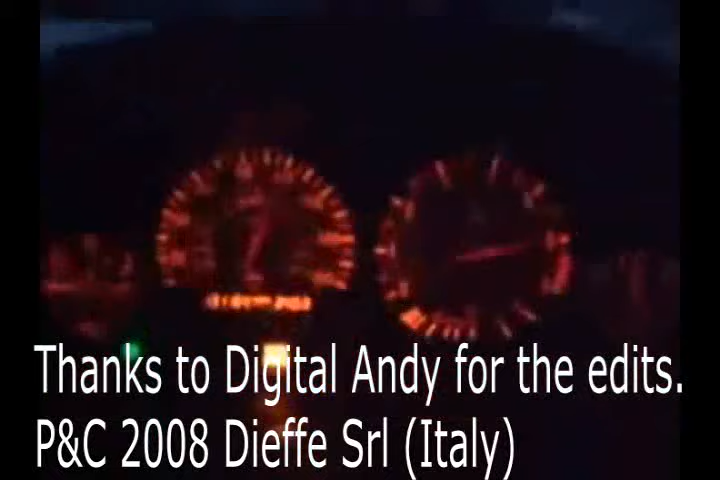 Thanks to Digital Andy for the edits.
P&C 2008 Dieffe Srl (Italy)